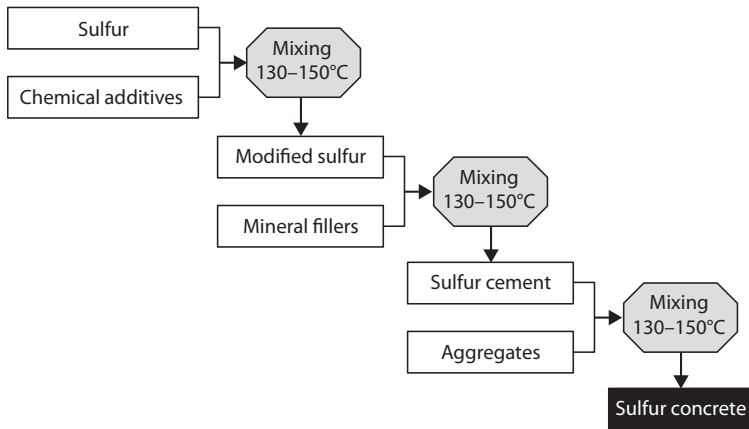 Sulfur
Mixing
130–150°C
Chemical additives
Modified sulfur
Mixing
130–150°C
Mineral fillers
Sulfur cement
Mixing
130–150°C
Aggregates
Sulfur concrete